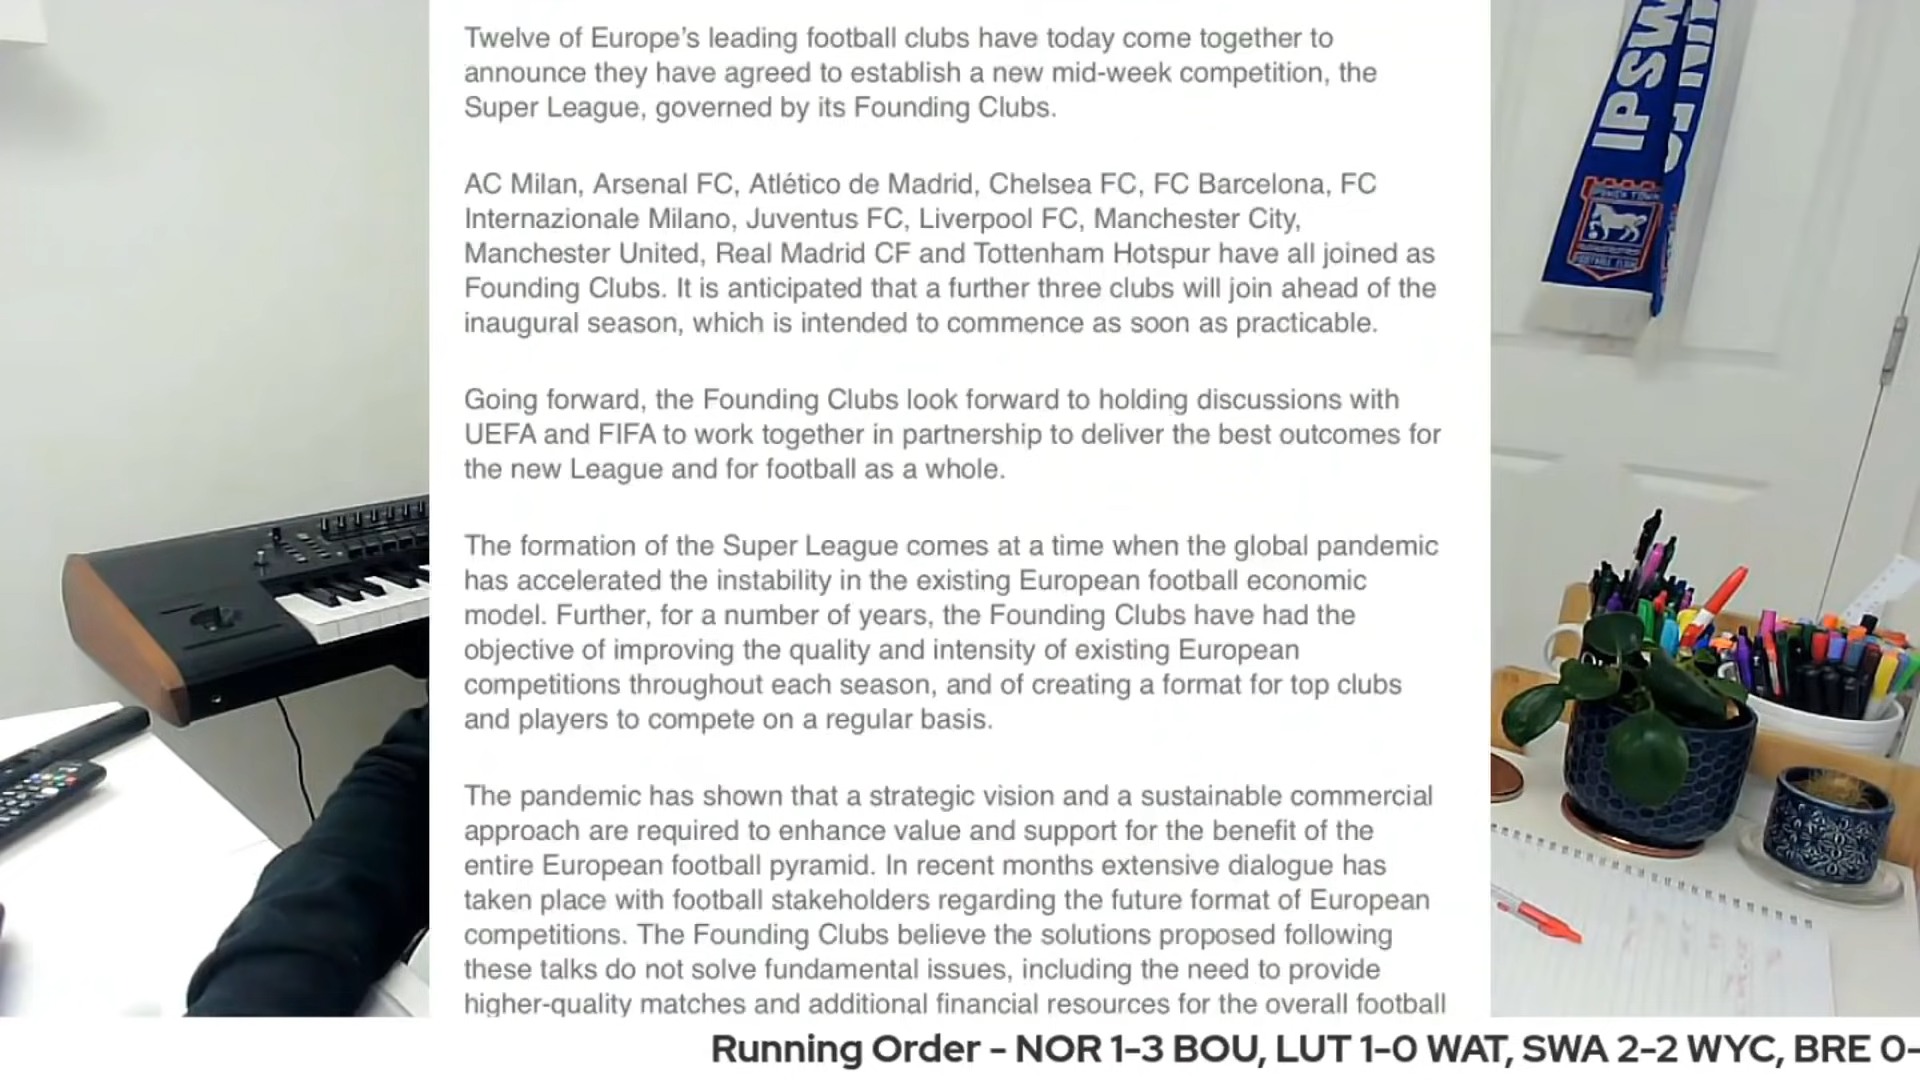 Twelve of Europe’s leading football clubs have today come together to
announce they have agreed to establish a new mid-week competition, the
Super League, governed by its Founding Clubs.
AC Milan, Arsenal FC, Atlético de Madrid, Chelsea FC, FC Barcelona, FC
Internazionale Milano, Juventus FC, Liverpool FC, Manchester City,
Manchester United, Real Madrid CF and Tottenham Hotspur have all joined as
Founding Clubs. It is anticipated that a further three clubs will join ahead of the
inaugural season, which is intended to commence as soon as practicable.
Going forward, the Founding Clubs look forward to holding discussions with
UEFA and FIFA to work together in partnership to deliver the best outcomes for
the new League and for football as a whole.
The formation of the Super League comes at a time when the global pandemic
has accelerated the instability in the existing European football economic
model. Further, for a number of years, the Founding Clubs have had the
objective of improving the quality and intensity of existing European
competitions throughout each season, and of creating a format for top clubs
and players to compete on a regular basis.
The pandemic has shown that a strategic vision and a sustainable commercial
approach are required to enhance value and support for the benefit of the
entire European football pyramid. In recent months extensive dialogue has
taken place with football stakeholders regarding the future format of European
competitions. The Founding Clubs believe the solutions proposed following
these talks do not solve fundamental issues, including the need to provide
higher-quality matches and additional financial resources for the overall football
IPSW
Running Order - NOR 1-3 BOU, LUT 1-0 WAT, SWA 2-2 WYC, BRE 0-